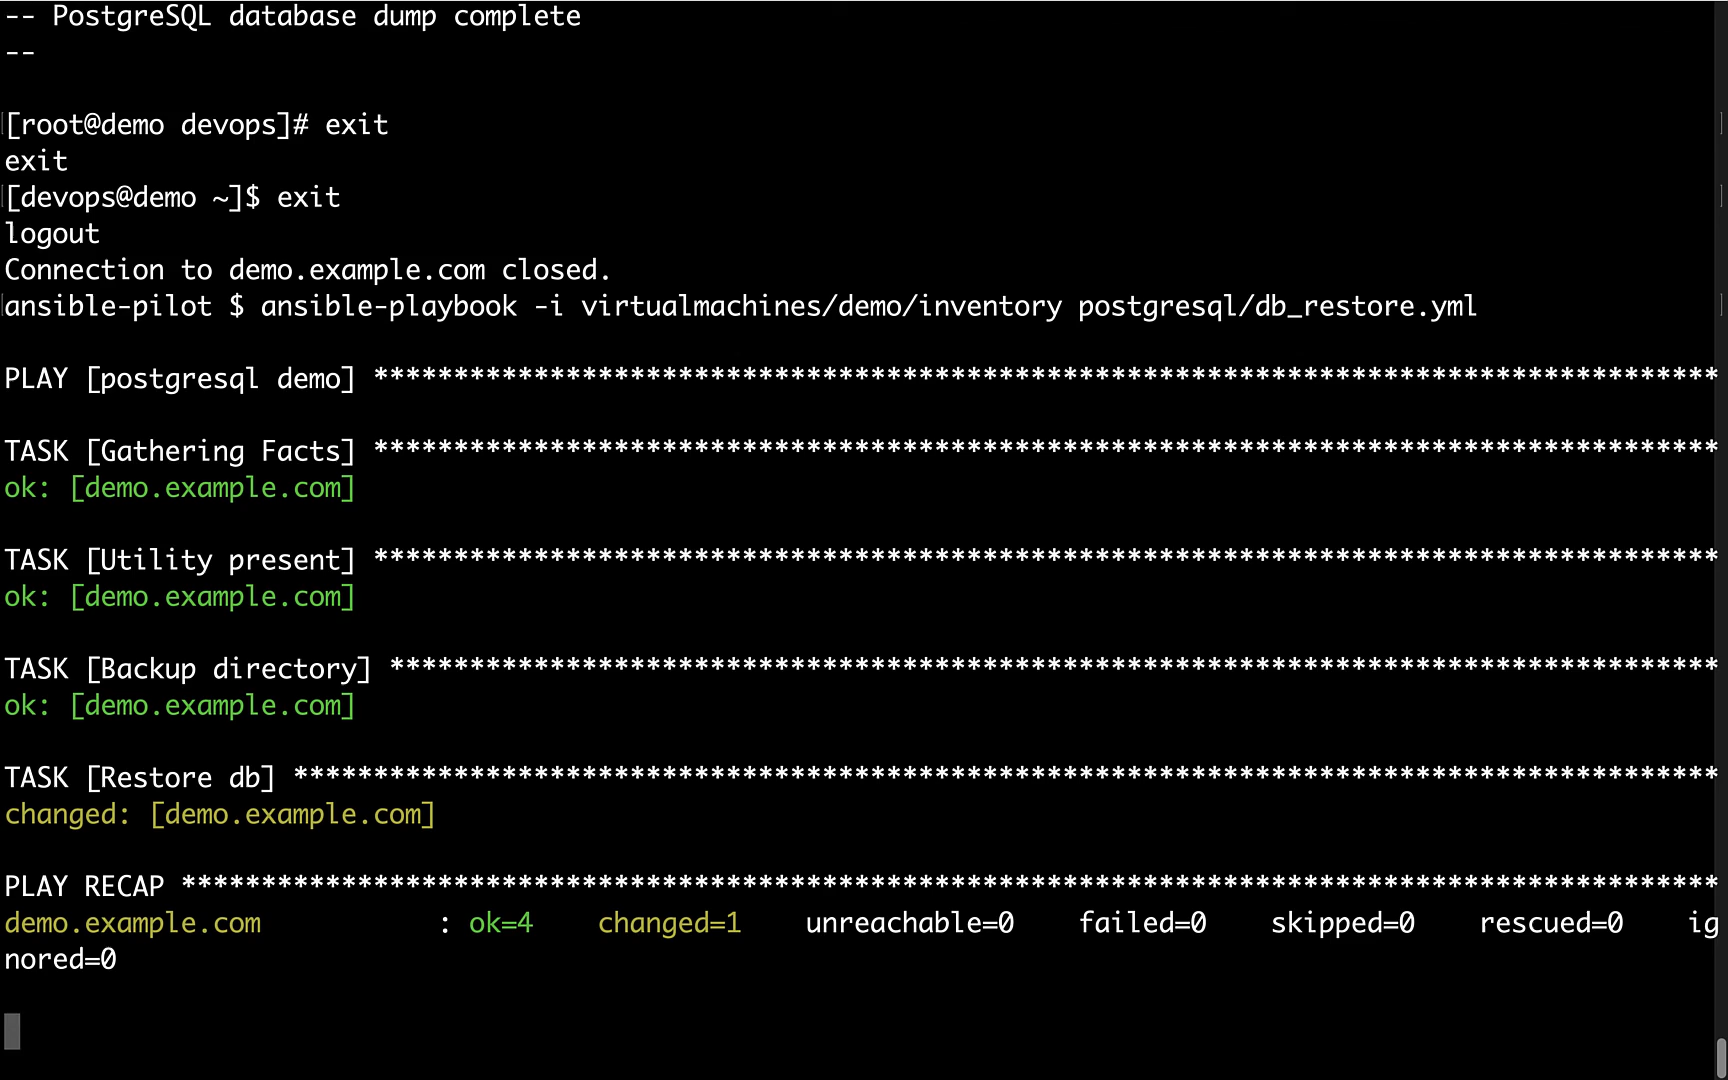 -- PostgreSQL database dump complete
--
[root@demo devops]# exit
exit
[devops@demo ~]$ exit
logout
Connection to demo.example.com closed.
ansible-pilot $ ansible-playbook -i virtualmachines/demo/inventory postgresql/db_restore.yml
PLAY [postgresql demo] ************************************************************************************
TASK [Gathering Facts] ************************************************************************************
ok: [demo.example.com]
TASK [Utility present] ************************************************************************************
ok: [demo.example.com]
TASK [Backup directory] ***********************************************************************************
ok: [demo.example.com]
TASK [Restore db] *****************************************************************************************
changed: [demo.example.com]
PLAY RECAP ************************************************************************************************
demo.example.com           : ok=4    changed=1    unreachable=0    failed=0    skipped=0    rescued=0    ig
nored=0